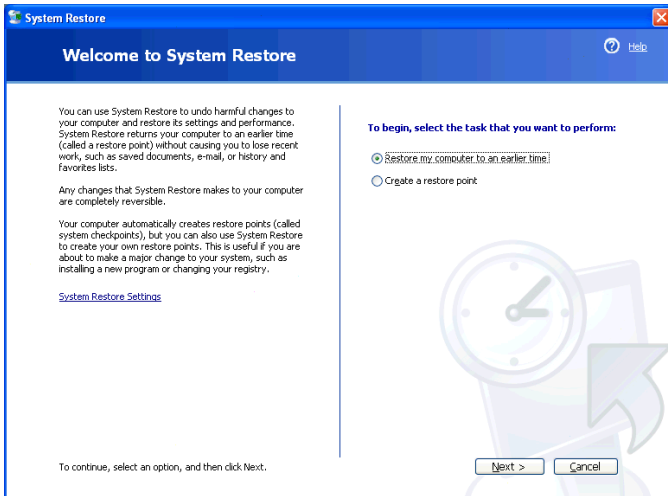 System Restore
Welcome to System Restore
Help
You can use System Restore to undo harmful changes to
your computer and restore its settings and performance.
System Restore returns your computer to an earlier time
(called a restore point) without causing you to lose recent
work, such as saved documents, e-mail, or history and
favorites lists.
Any changes that System Restore makes to your computer
are completely reversible.
Your computer automatically creates restore points (called
system checkpoints), but you can also use System Restore
to create your own restore points. This is useful if you are
about to make a major change to your system, such as
installing a new program or changing your registry.
System Restore Settings
To begin, select the task that you want to perform:
Restore my computer to an earlier time
Create a restore point
To continue, select an option, and then click Next.
Next >
Cancel